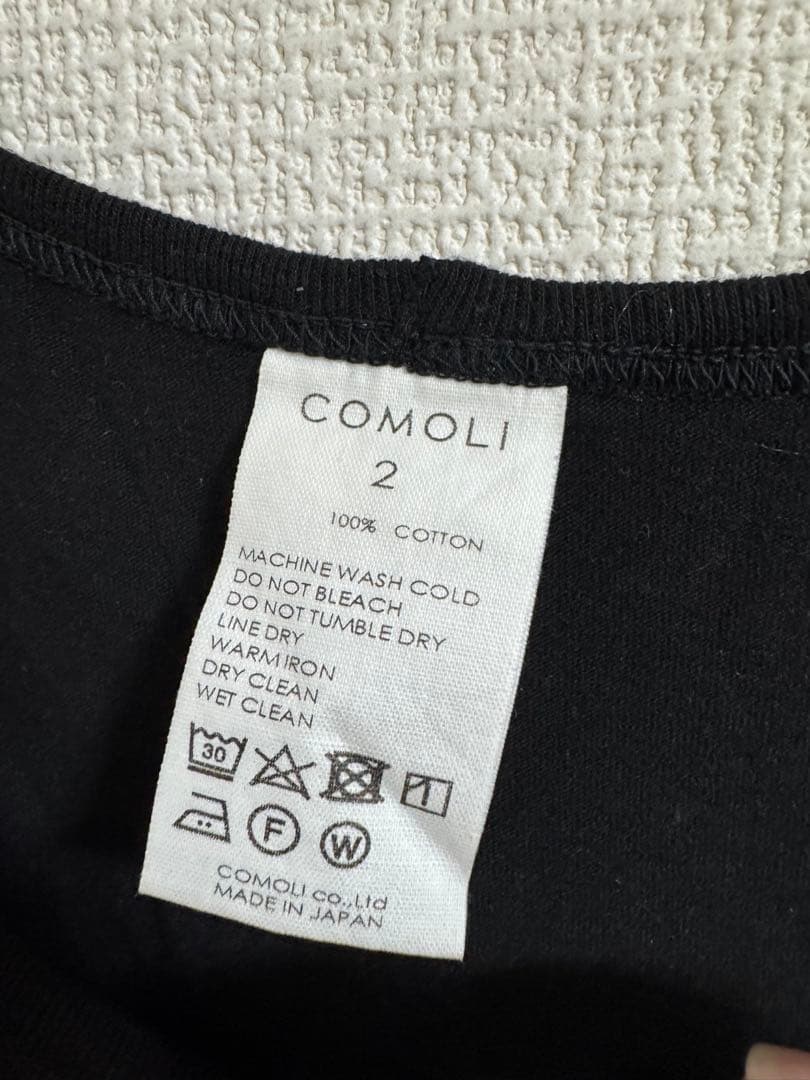 COMOLI
2
100% COTTON
MACHINE WASH COLD
DO NOT BLEACH
DO NOT TUMBLE DRY
LINE DRY
WARM IRON
DRY CLEAN
WET CLEAN
30
F W
COMOLI co.,Ltd
MADE IN JAPAN